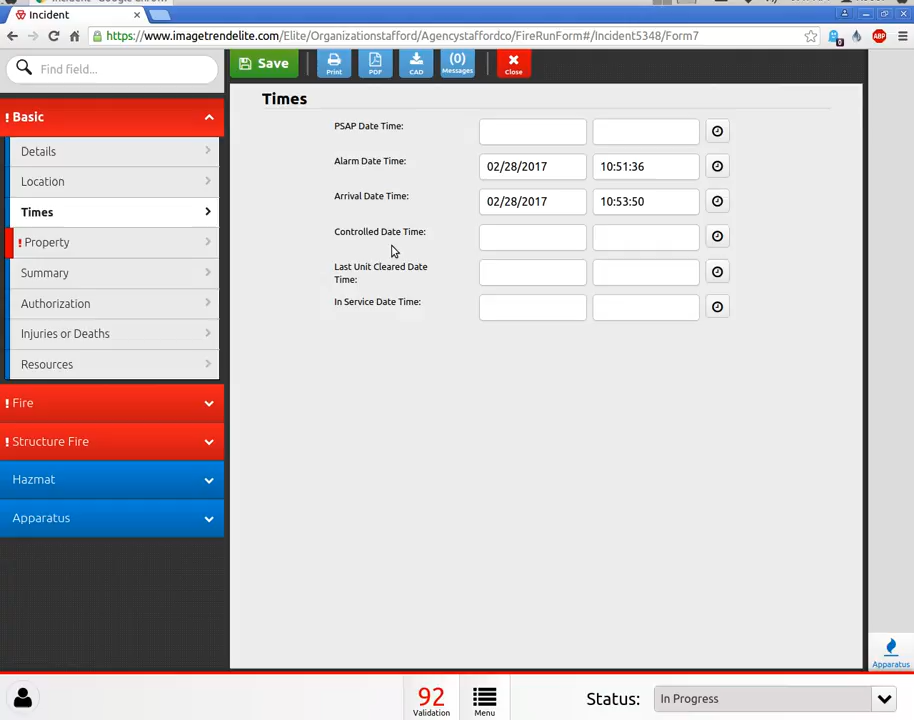 Incident
https://www.imagetrendelite.com/Elite/Organizationstafford/Agencystaffordco/FireRunForm#/Incident5348/Form7
0
ABP
Find field...
Save
Print
PDF
CAD
(0)
Messages
Close
! Basic
Details
Location
Times
! Property
Summary
Authorization
Injuries or Deaths
Resources
! Fire
! Structure Fire
Hazmat
Apparatus
Times
PSAP Date Time:
Alarm Date Time: 02/28/2017 10:51:36
Arrival Date Time: 02/28/2017 10:53:50
Controlled Date Time:
Last Unit Cleared Date
Time:
In Service Date Time:
Apparatus
92
Validation
Menu
Status: In Progress